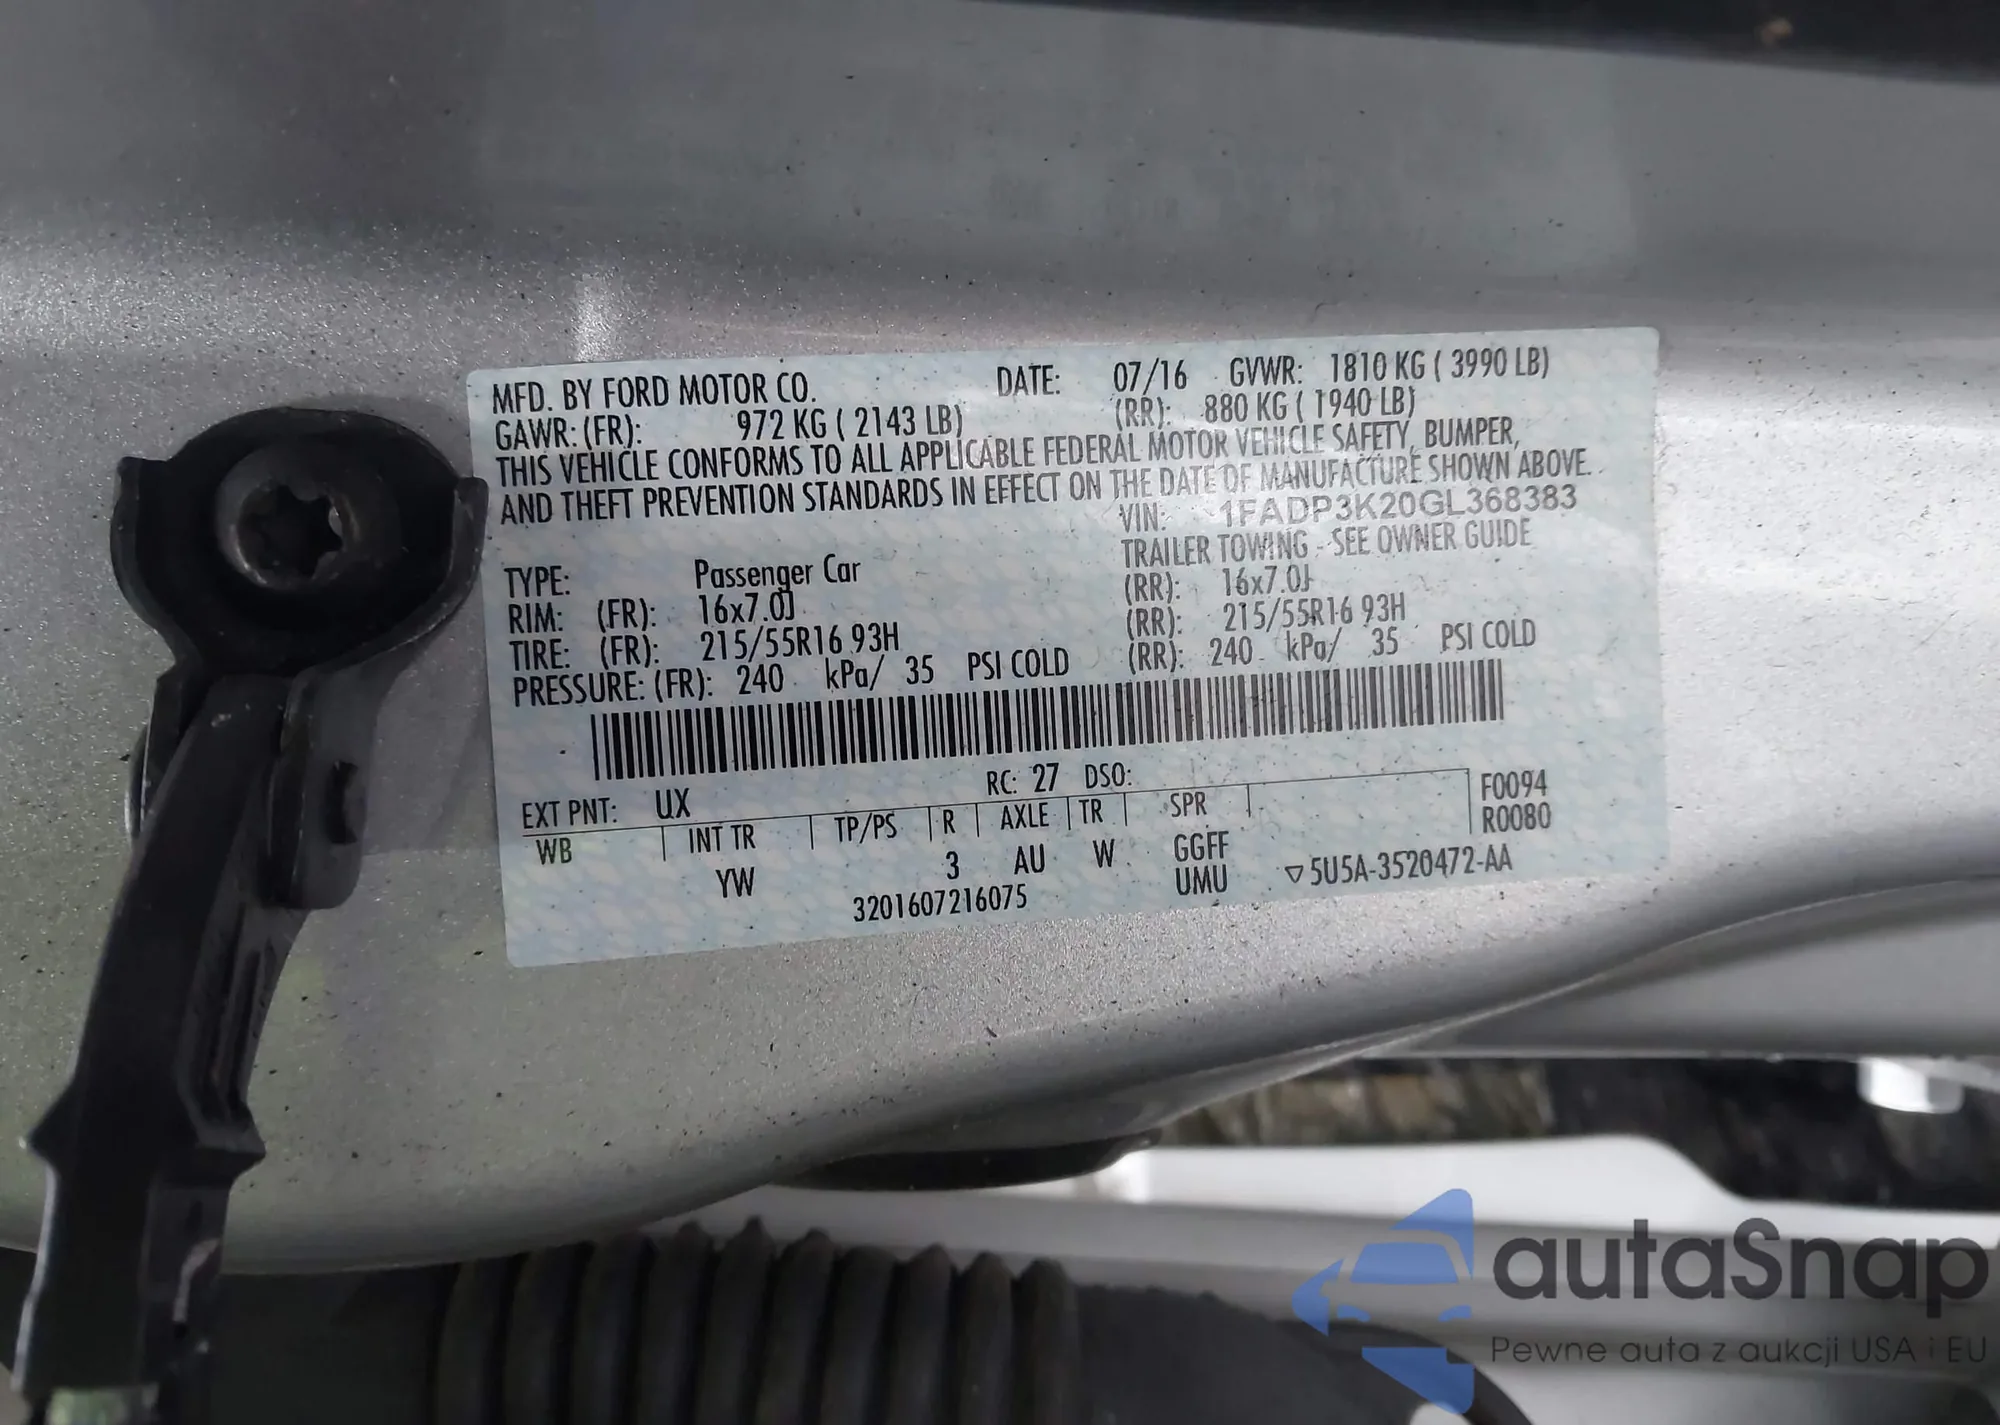 MFD. BY FORD MOTOR CO. DATE: 07/16 GVWR: 1810 KG ( 3990 LB)
GAWR: (FR): 972 KG ( 2143 LB) (RR): 880 KG ( 1940 LB)
THIS VEHICLE CONFORMS TO ALL APPLICABLE FEDERAL MOTOR VEHICLE SAFETY, BUMPER,
AND THEFT PREVENTION STANDARDS IN EFFECT ON THE DATE OF MANUFACTURE SHOWN ABOVE.
VIN: 1FADP3K20GL368383
TRAILER TOWING - SEE OWNER GUIDE
TYPE: Passenger Car
RIM: (FR): 16x7.0J (RR): 16x7.0J
TIRE: (FR): 215/55R16 93H (RR): 215/55R16 93H
PRESSURE: (FR): 240 kPa/ 35 PSI COLD (RR): 240 kPa/ 35 PSI COLD
RC: 27 DSO:
EXT PNT: UX F0094
WB INT TR TP/PS R AXLE TR SPR R0080
YW 3 AU W GGFF
UMU ▽5U5A-3520472-AA
3201607216075
autaSnap
Pewne auta z aukcji USA i EU